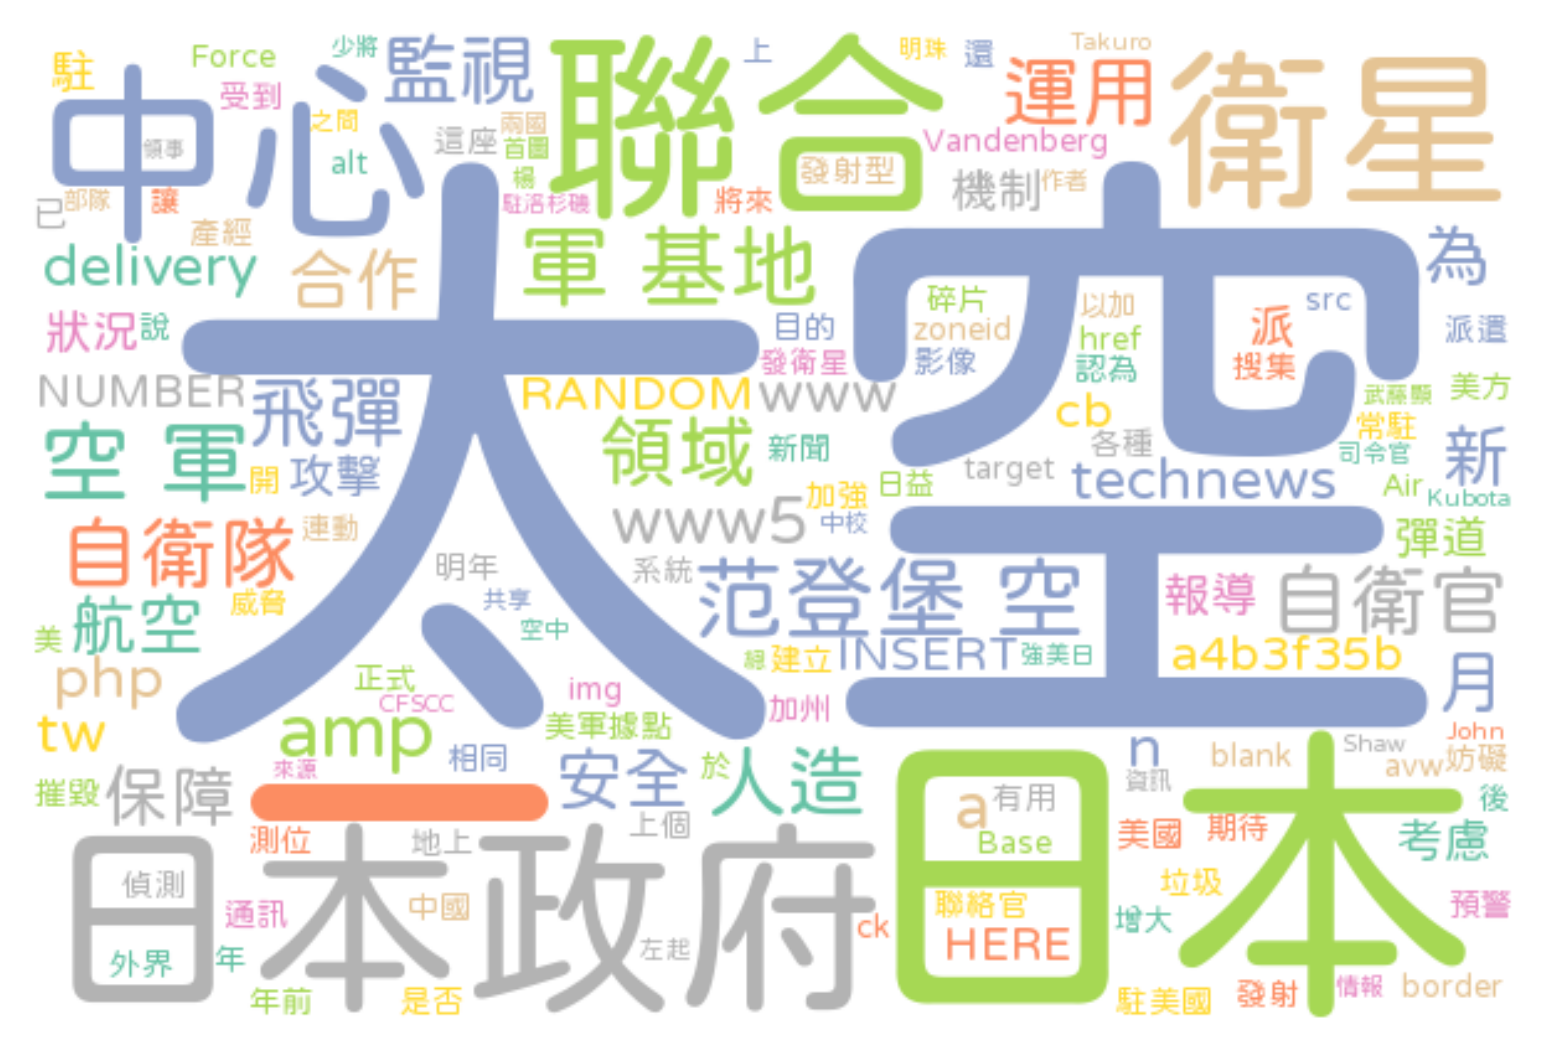 駐
Force
少將
監視
聯合
上
明珠
還
Takuro
運用
衛星
中心
受到
之間
這座
兩國
首圖
Vandenberg
領事
alt
楊
發射型
機制
作者
已
部隊
讓
駐洛杉磯
將來
產經
太空
delivery
合作
軍 基地
為
狀況
說
目的
碎片
以加
src
派遣
zoneid
href
派
發衛星
影像
認為
搜集
NUMBER
飛彈
RANDOM
www
武藤顯
美方
cb
常駐
空 軍
領域
新聞
各種
司令官
新
開
攻擊
target
technews
日益
Air
Kubota
加強
自衛隊
連動
www5
中校
彈道
明年
系統
范登堡 空
報導
自衛官
威脅
共享
航空
空中
美
建立
INSERT
強美日
a4b3f35b
php
正式
img
月
CFSCC
加州
tw
amp
美軍據點
John
相同
n
blank
Shaw
妨礙
來源
安全
於
人造
avw
資訊
摧毀
保障
一
日本
a
有用
後
測位
地上
上個
Base
美國
期待
考慮
日本政府
偵測
垃圾
通訊
中國
聯絡官
預警
ck
增大
HERE
外界
年
左起
年前
是否
駐美國
發射
情報
border